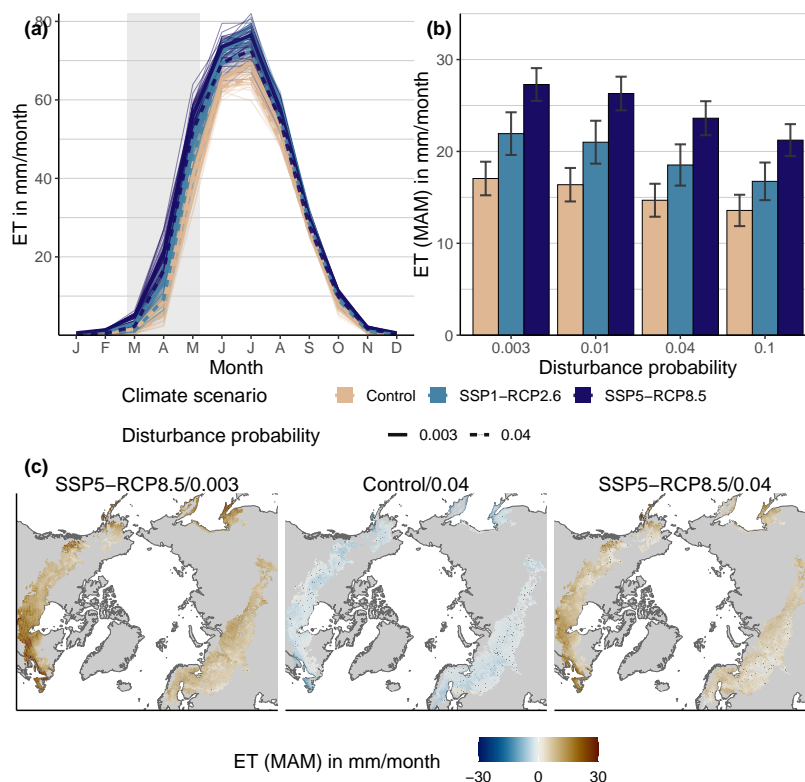 (a)
80
60
40
20
ET in mm/month
J F M A M J J A S O N D
Month
(b)
30
20
10
0
ET (MAM) in mm/month
0.003 0.01 0.04 0.1
Disturbance probability
Climate scenario Control SSP1−RCP2.6 SSP5−RCP8.5
Disturbance probability 0.003 0.04
(c)
SSP5−RCP8.5/0.003 Control/0.04 SSP5−RCP8.5/0.04
ET (MAM) in mm/month
−30 0 30